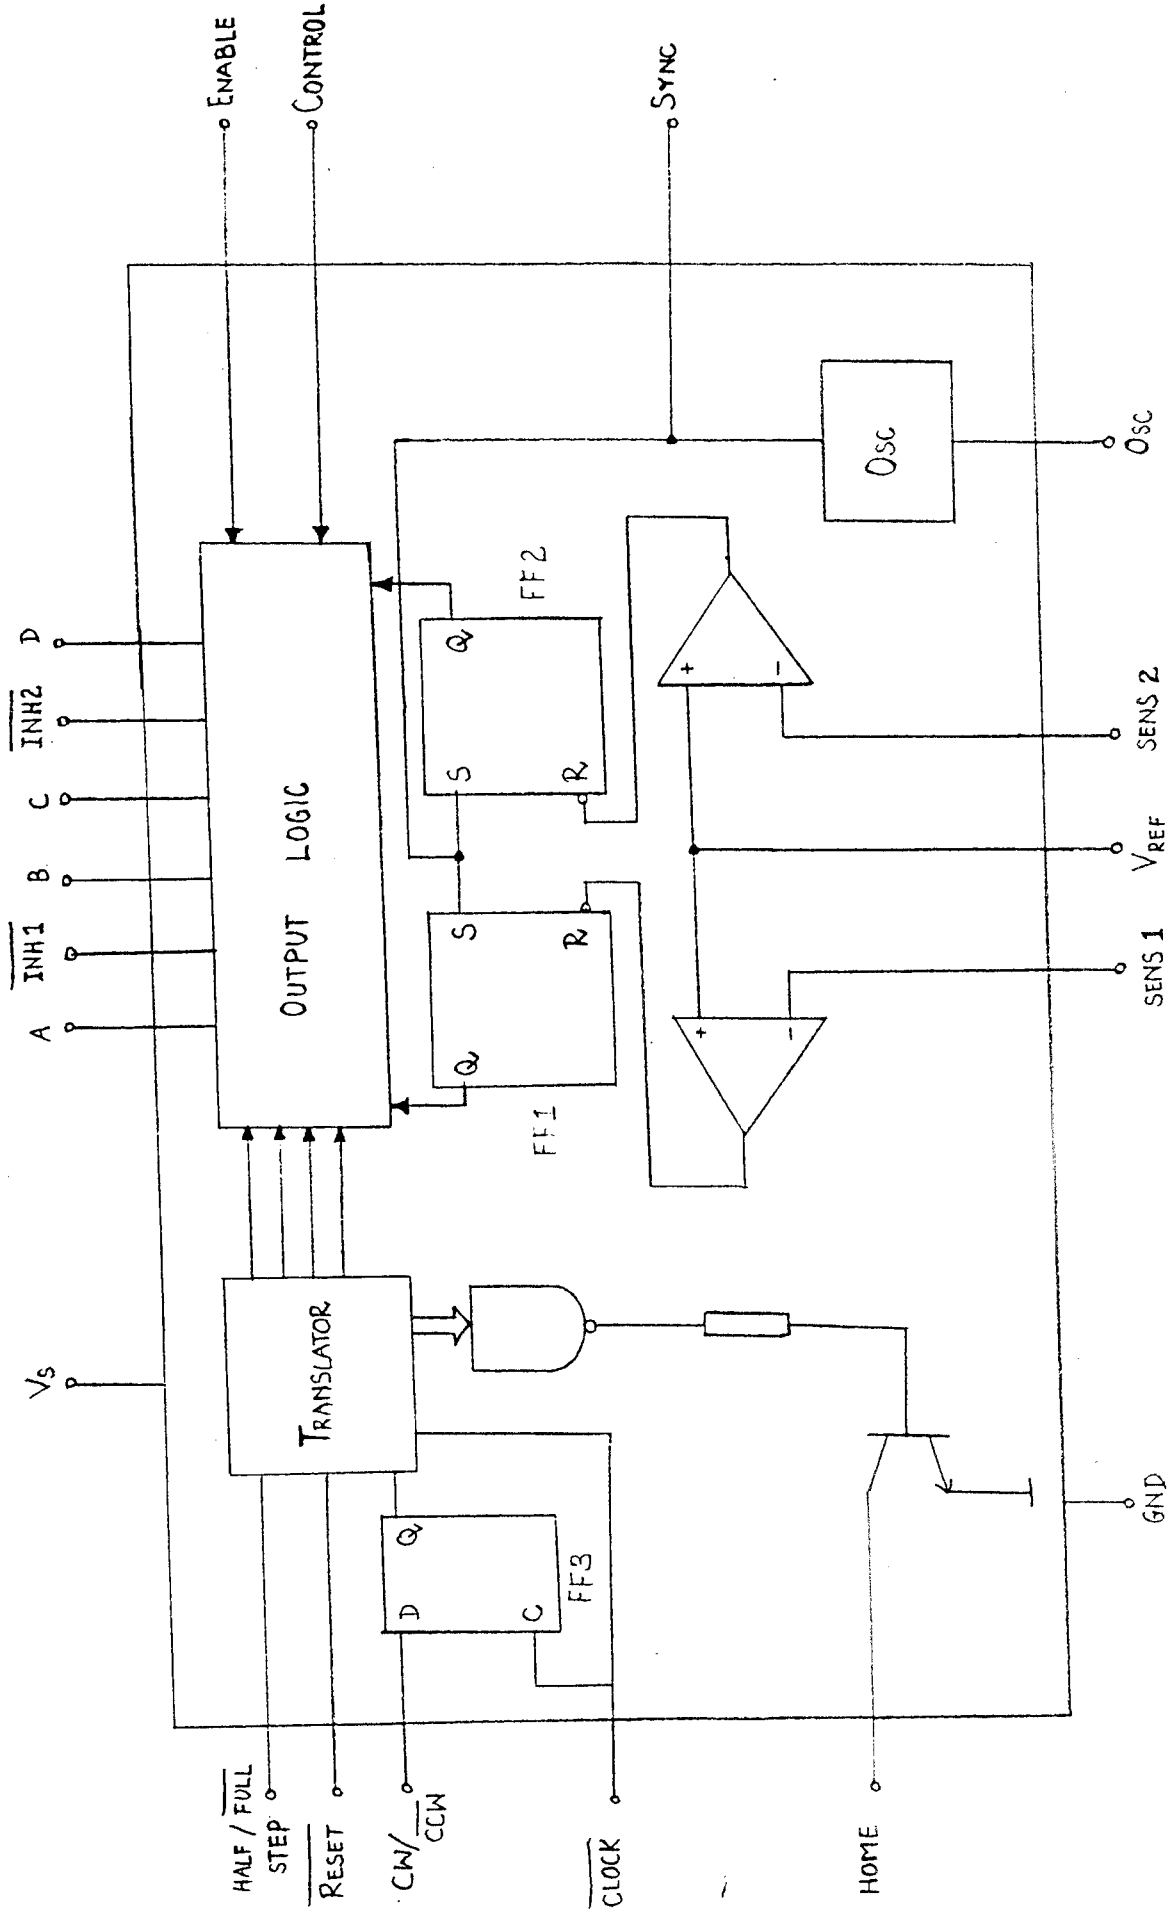 VS
A
INH1
B
C
INH2
D
HALF / FULL
STEP
RESET
CW/
CCW
CLOCK
HOME
TRANSLATOR
OUTPUT LOGIC
ENABLE
CONTROL
D
Q
C
FF3
Q
S
R
FF1
S
Q
R
FF2
SYNC
+
-
+
-
OSC
GND
SENS 1
VREF
SENS 2
OSC